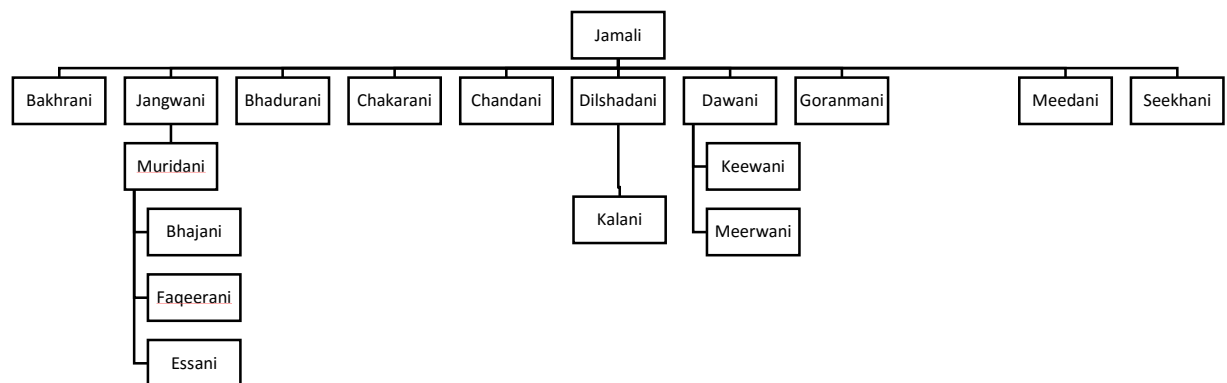 Jamali
Bakhrani
Jangwani
Bhadurani
Chakarani
Chandani
Dilshadani
Dawani
Goranmani
Meedani
Seekhani
Muridani
Keewani
Kalani
Bhajani
Meerwani
Faqeerani
Essani